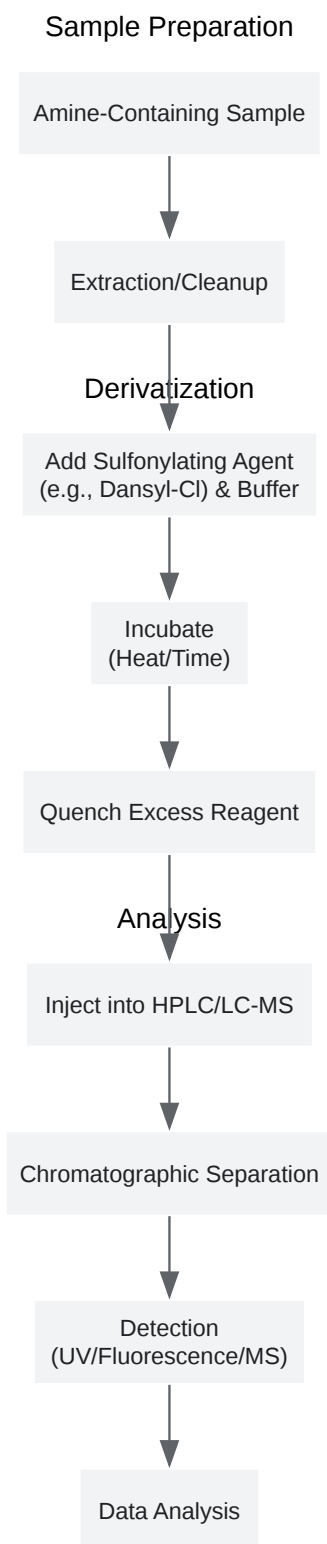 Sample Preparation
Amine-Containing Sample
Extraction/Cleanup
Derivatization
Add Sulfonylating Agent
(e.g., Dansyl-Cl) & Buffer
Incubate
(Heat/Time)
Quench Excess Reagent
Analysis
Inject into HPLC/LC-MS
Chromatographic Separation
Detection
(UV/Fluorescence/MS)
Data Analysis